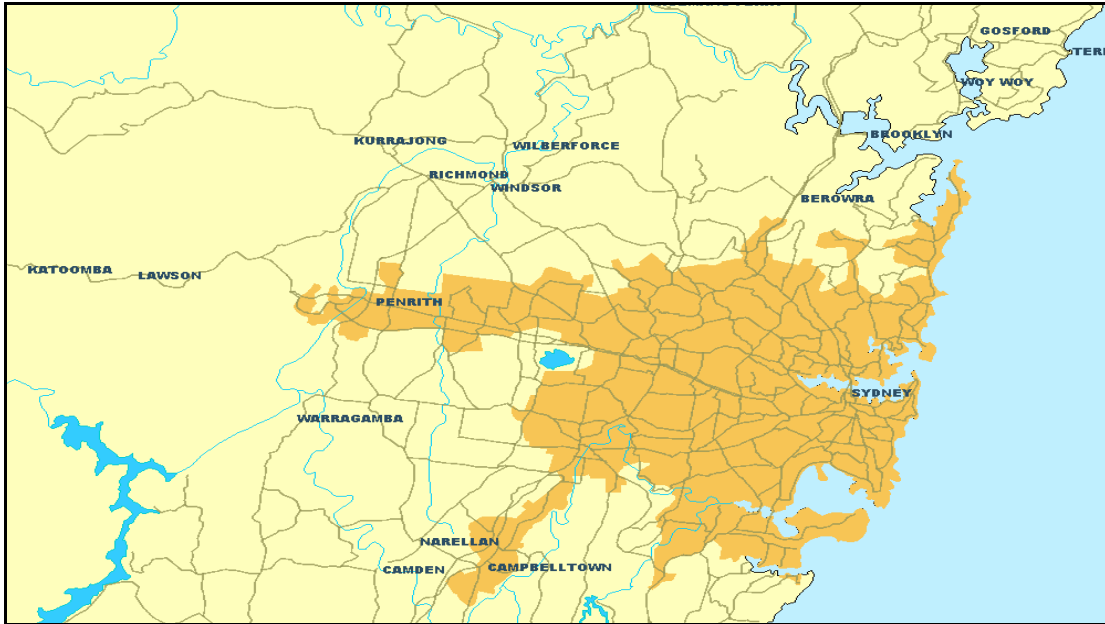 GOSFORD
WOY WOY
BROOKLYN
KURRAJONG
WILBERFORCE
RICHMOND
WINDSOR
BEROWRA
KATOOMBA
LAWSON
PENRITH
SYDNEY
WARRAGAMBA
NARELLAN
CAMDEN
CAMPBELLTOWN